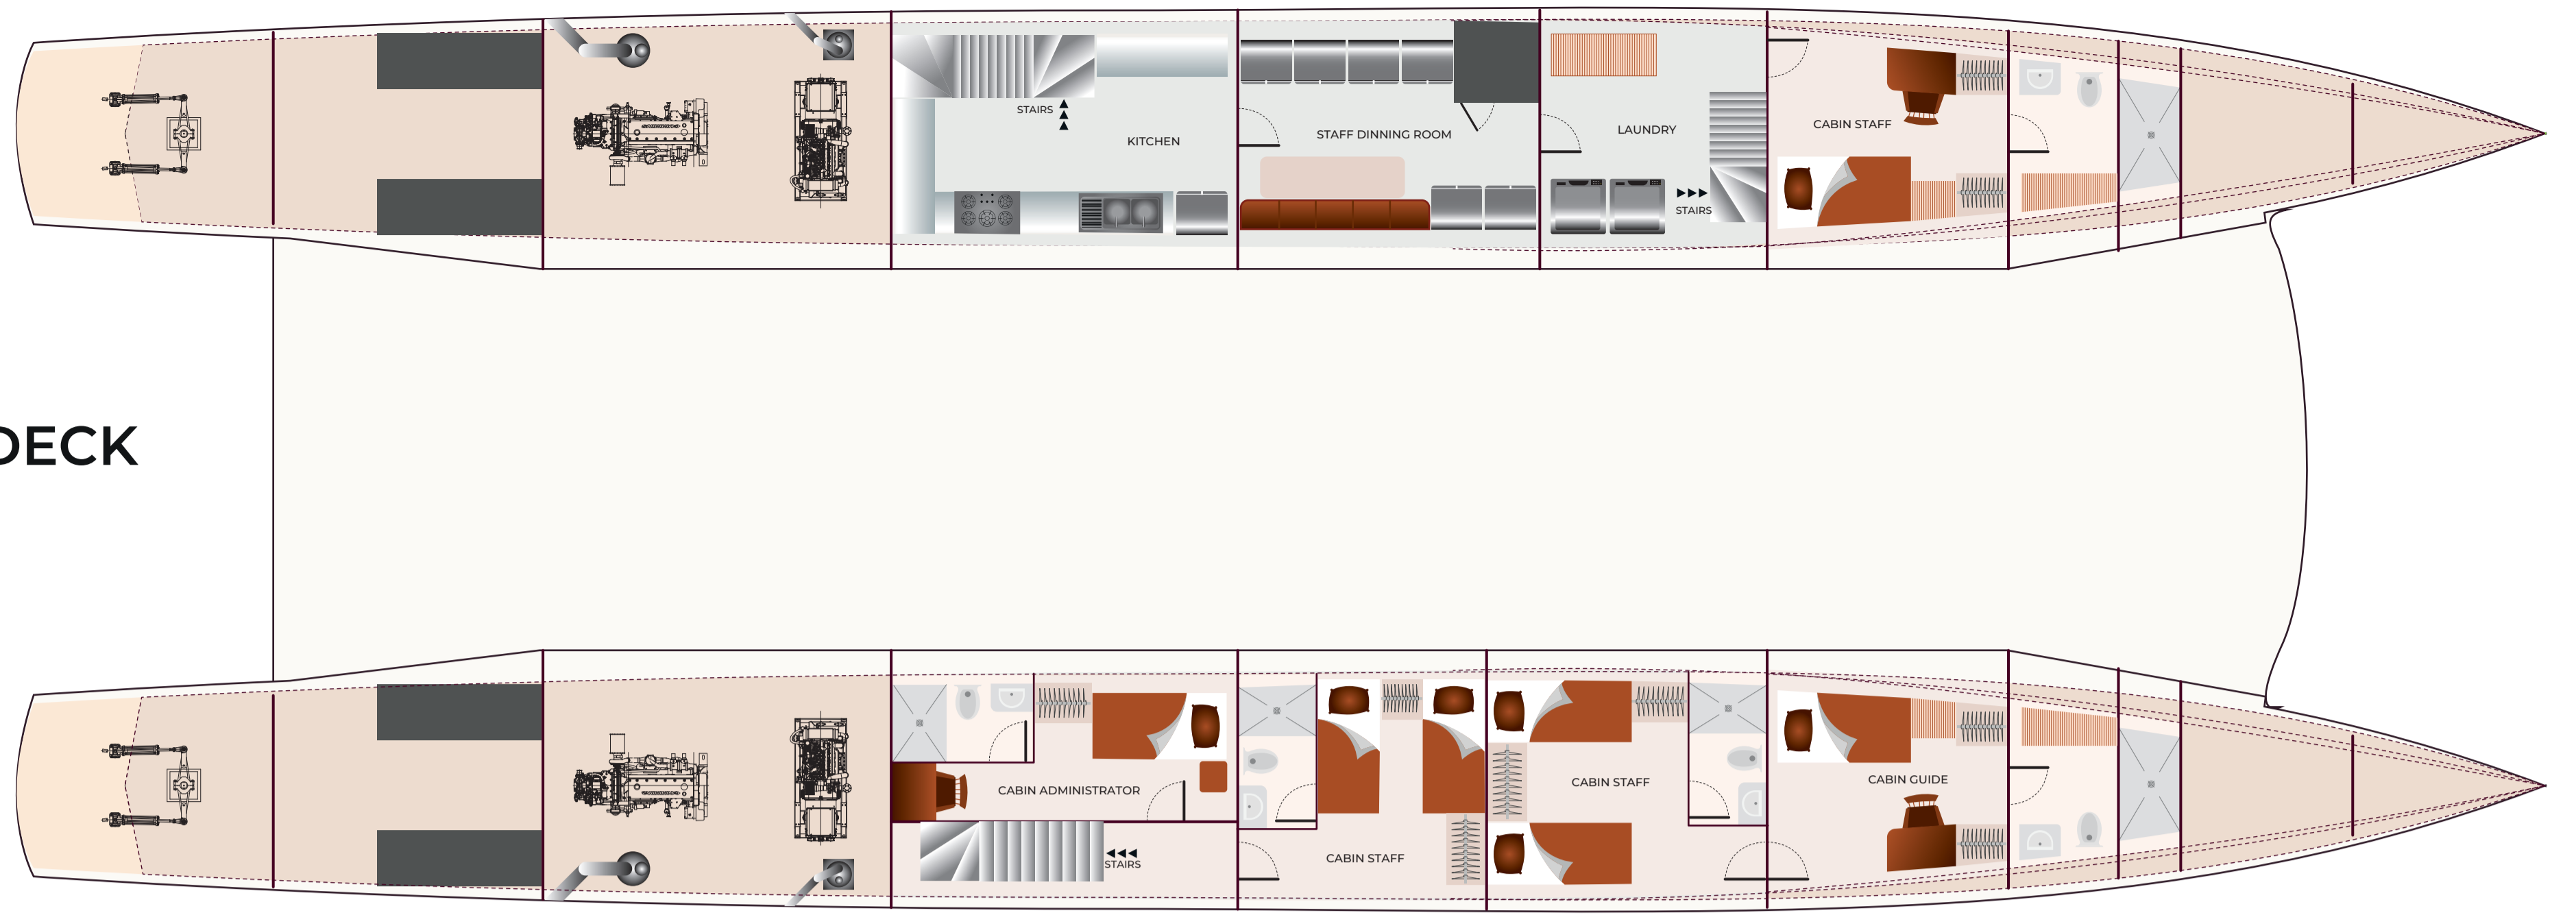 STAIRS
KITCHEN
STAFF DINNING ROOM
LAUNDRY
STAIRS
CABIN STAFF
DECK
CABIN ADMINISTRATOR
STAIRS
CABIN STAFF
CABIN STAFF
CABIN GUIDE